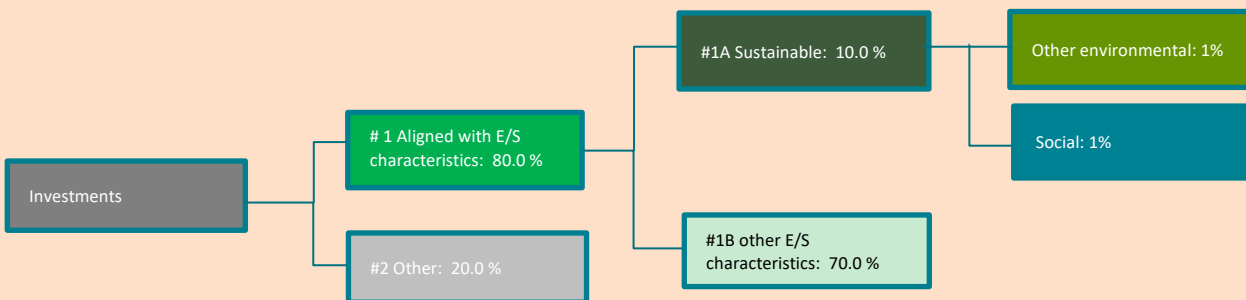 Investments
# 1 Aligned with E/S
characteristics:  80.0 %
#2 Other:  20.0 %
#1A Sustainable:  10.0 %
#1B other E/S
characteristics:  70.0 %
Other environmental: 1%
Social: 1%